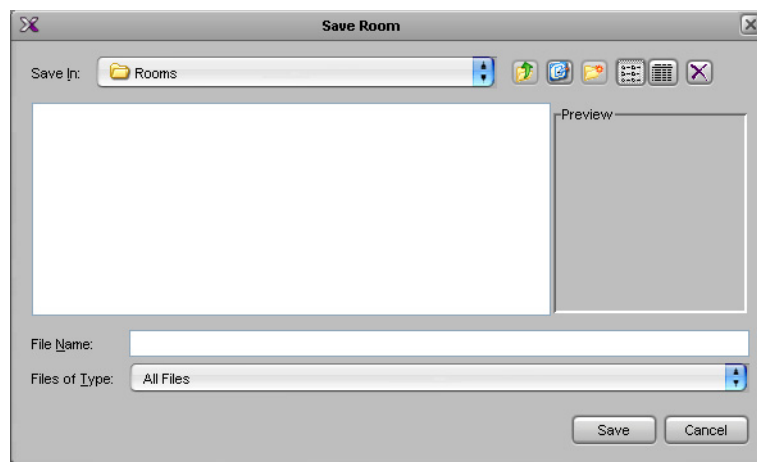 Save Room
Save In: Rooms
Preview
File Name:
Files of Type: All Files
Save Cancel